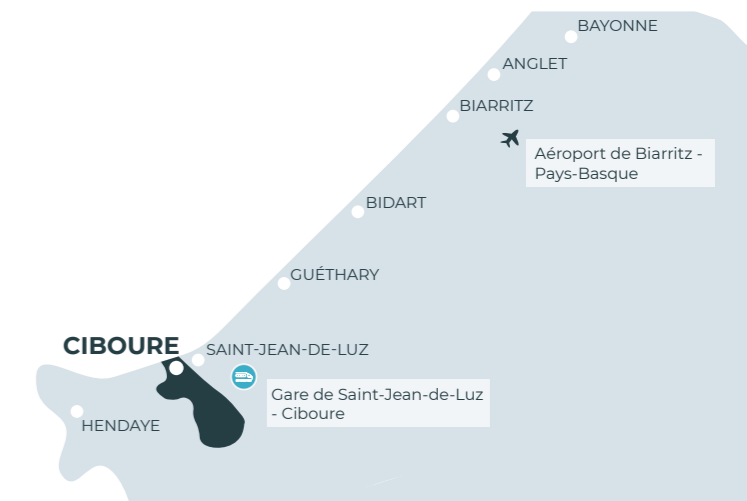 BAYONNE
ANGLET
BIARRITZ
Aéroport de Biarritz -
Pays-Basque
BIDART
GUÉTHARY
CIBOURE
SAINT-JEAN-DE-LUZ
Gare de Saint-Jean-de-Luz
- Ciboure
HENDAYE